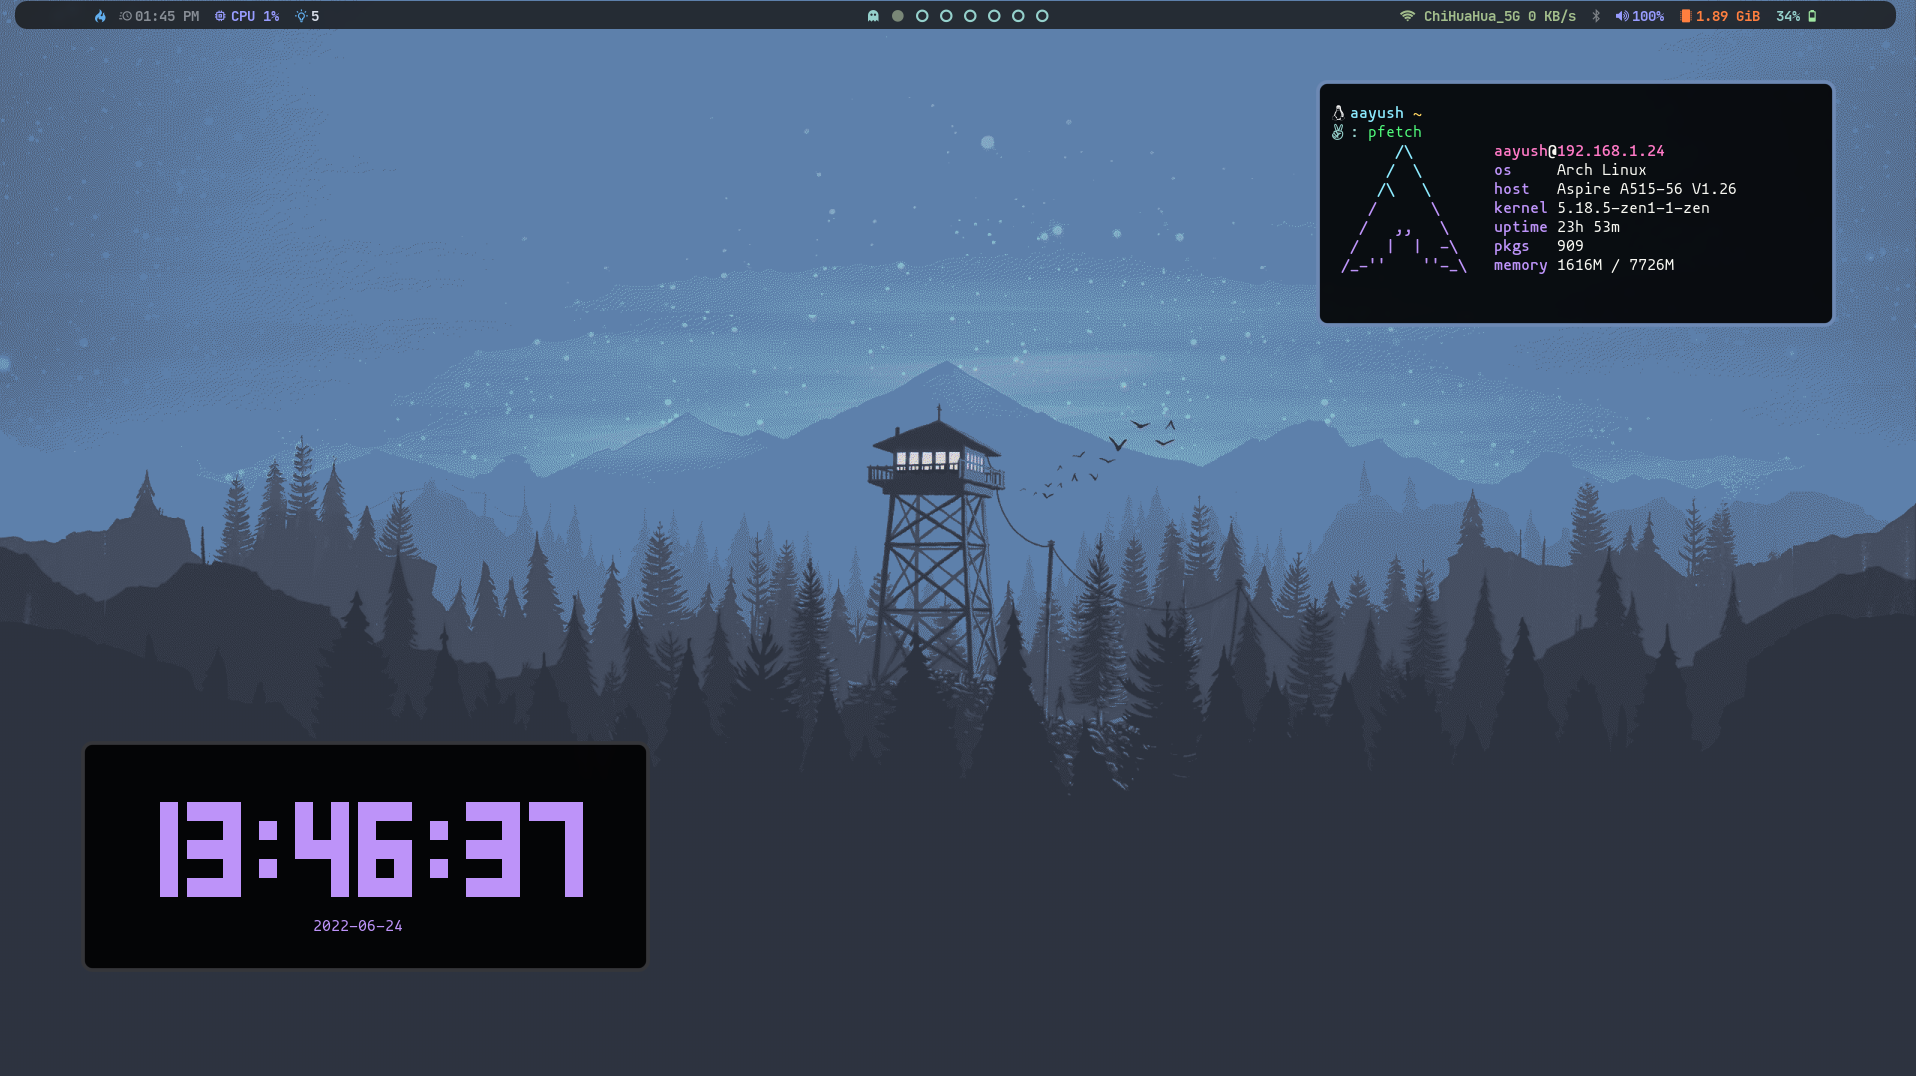 01:45 PM CPU 1% 5
ChiHuaHua_5G 0 KB/s 100% 1.89 GiB 34%
aayush ~
: pfetch
aayush@192.168.1.24
os Arch Linux
host Aspire A515-56 V1.26
kernel 5.18.5-zen1-1-zen
uptime 23h 53m
pkgs 909
memory 1616M / 7726M
13:46:37
2022-06-24